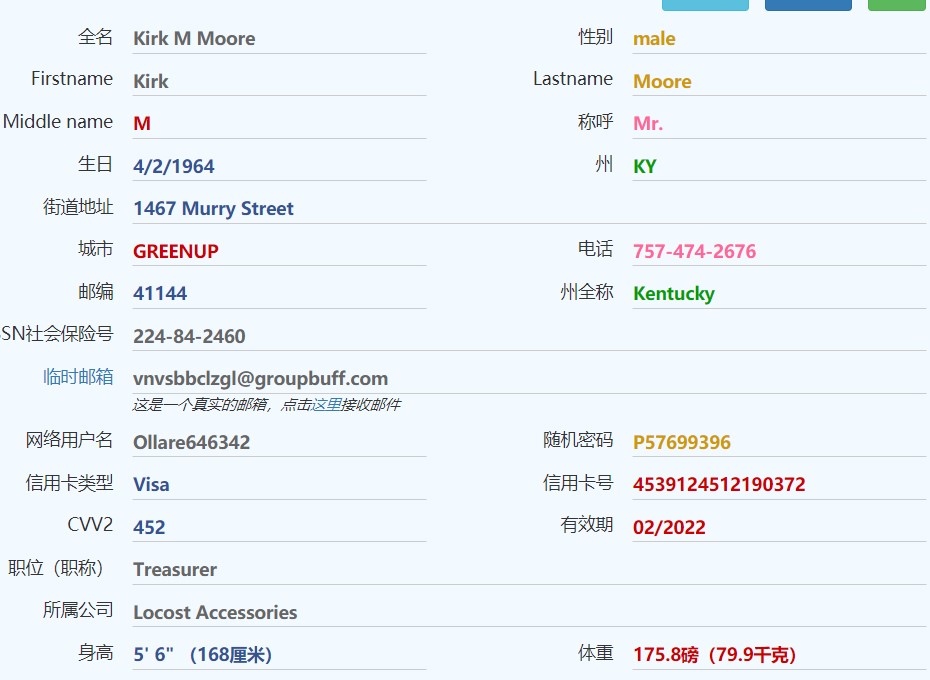 全名 Kirk M Moore 性别 male
Firstname Kirk Lastname Moore
Middle name M 称呼 Mr.
生日 4/2/1964 州 KY
街道地址 1467 Murry Street
城市 GREENUP 电话 757-474-2676
邮编 41144 州全称 Kentucky
SN社会保险号 224-84-2460
临时邮箱 vnvsbbclzgl@groupbuff.com
这是一个真实的邮箱，点击这里接收邮件
网络用户名 Ollare646342 随机密码 P57699396
信用卡类型 Visa 信用卡号 4539124512190372
CVV2 452 有效期 02/2022
职位（职称） Treasurer
所属公司 Locost Accessories
身高 5' 6" （168厘米） 体重 175.8磅（79.9千克）